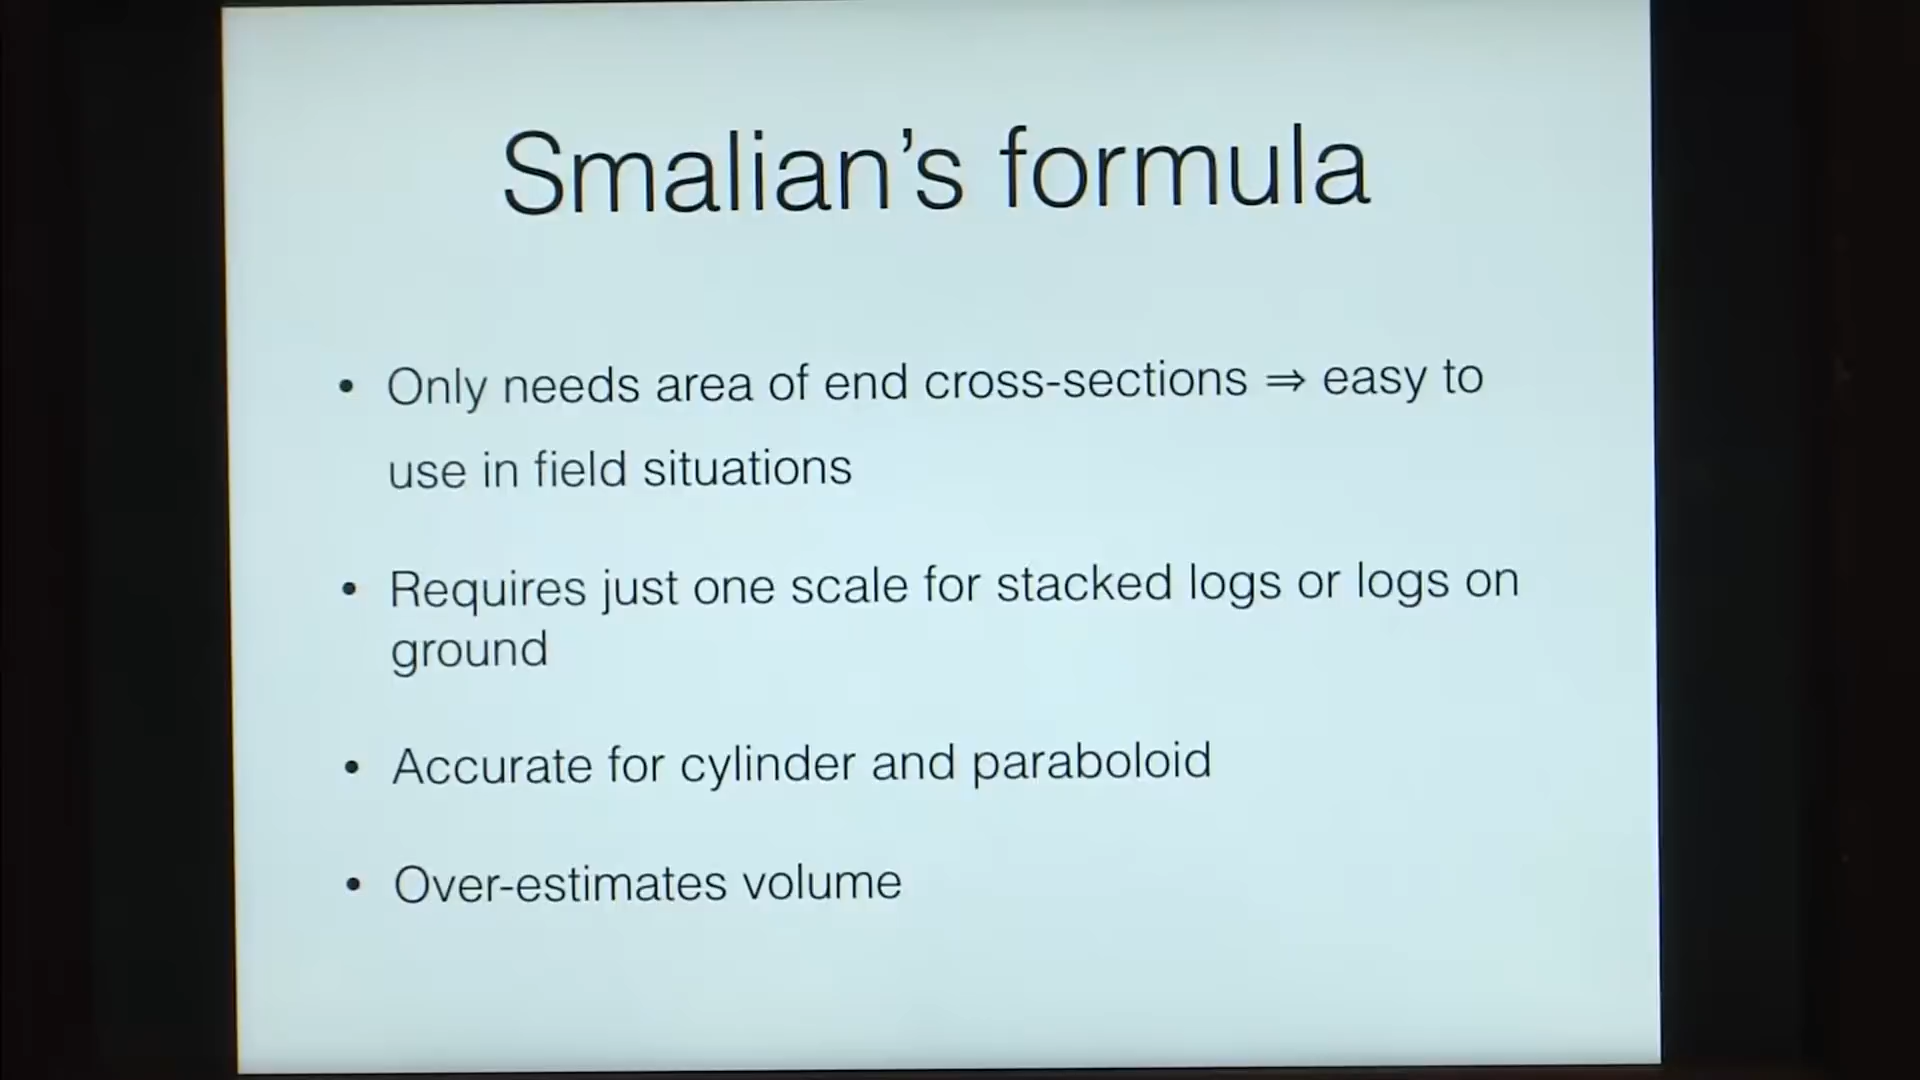 Smalian’s formula
• Only needs area of end cross-sections ⇒ easy to
use in field situations
• Requires just one scale for stacked logs or logs on
ground
• Accurate for cylinder and paraboloid
• Over-estimates volume